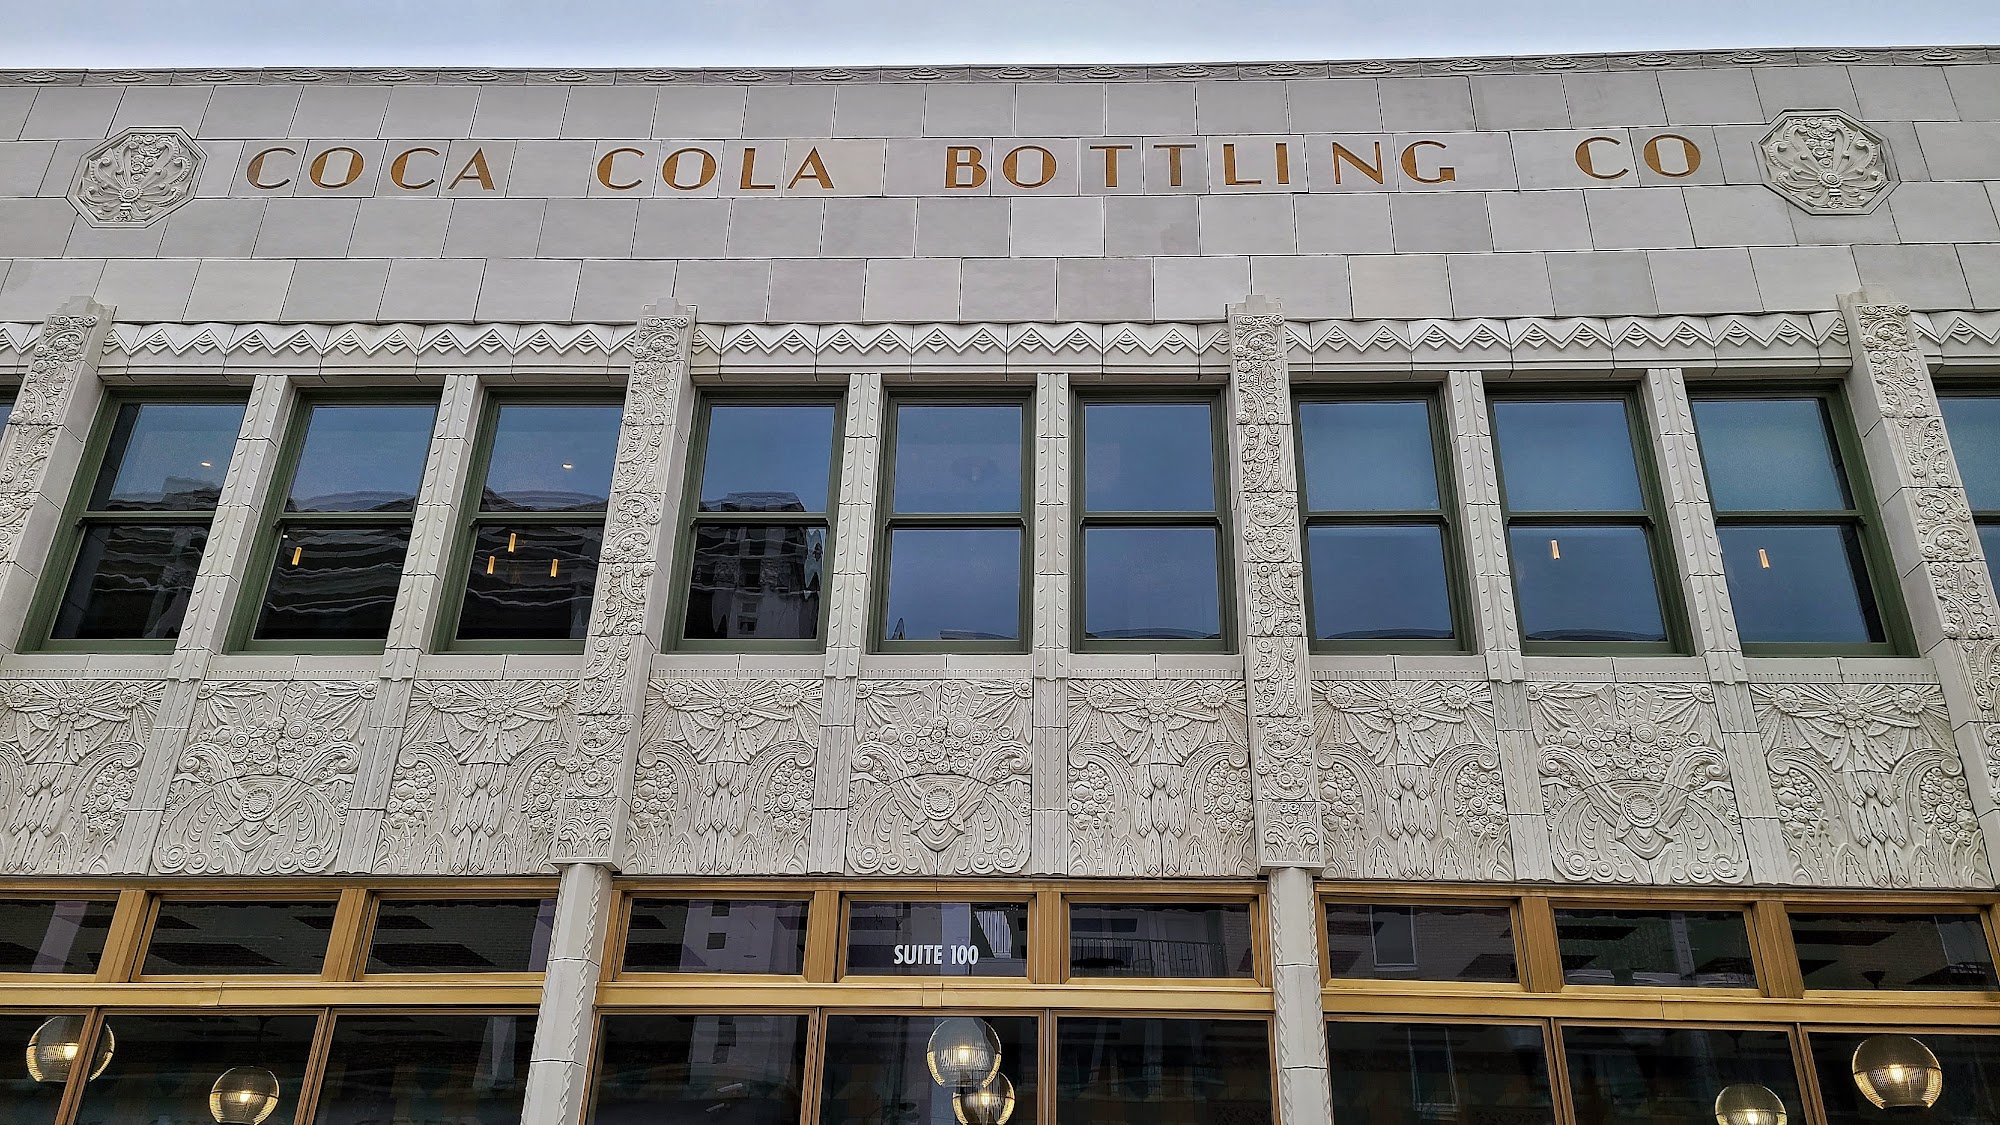 COCA COLA BOTTLING CO
SUITE 100